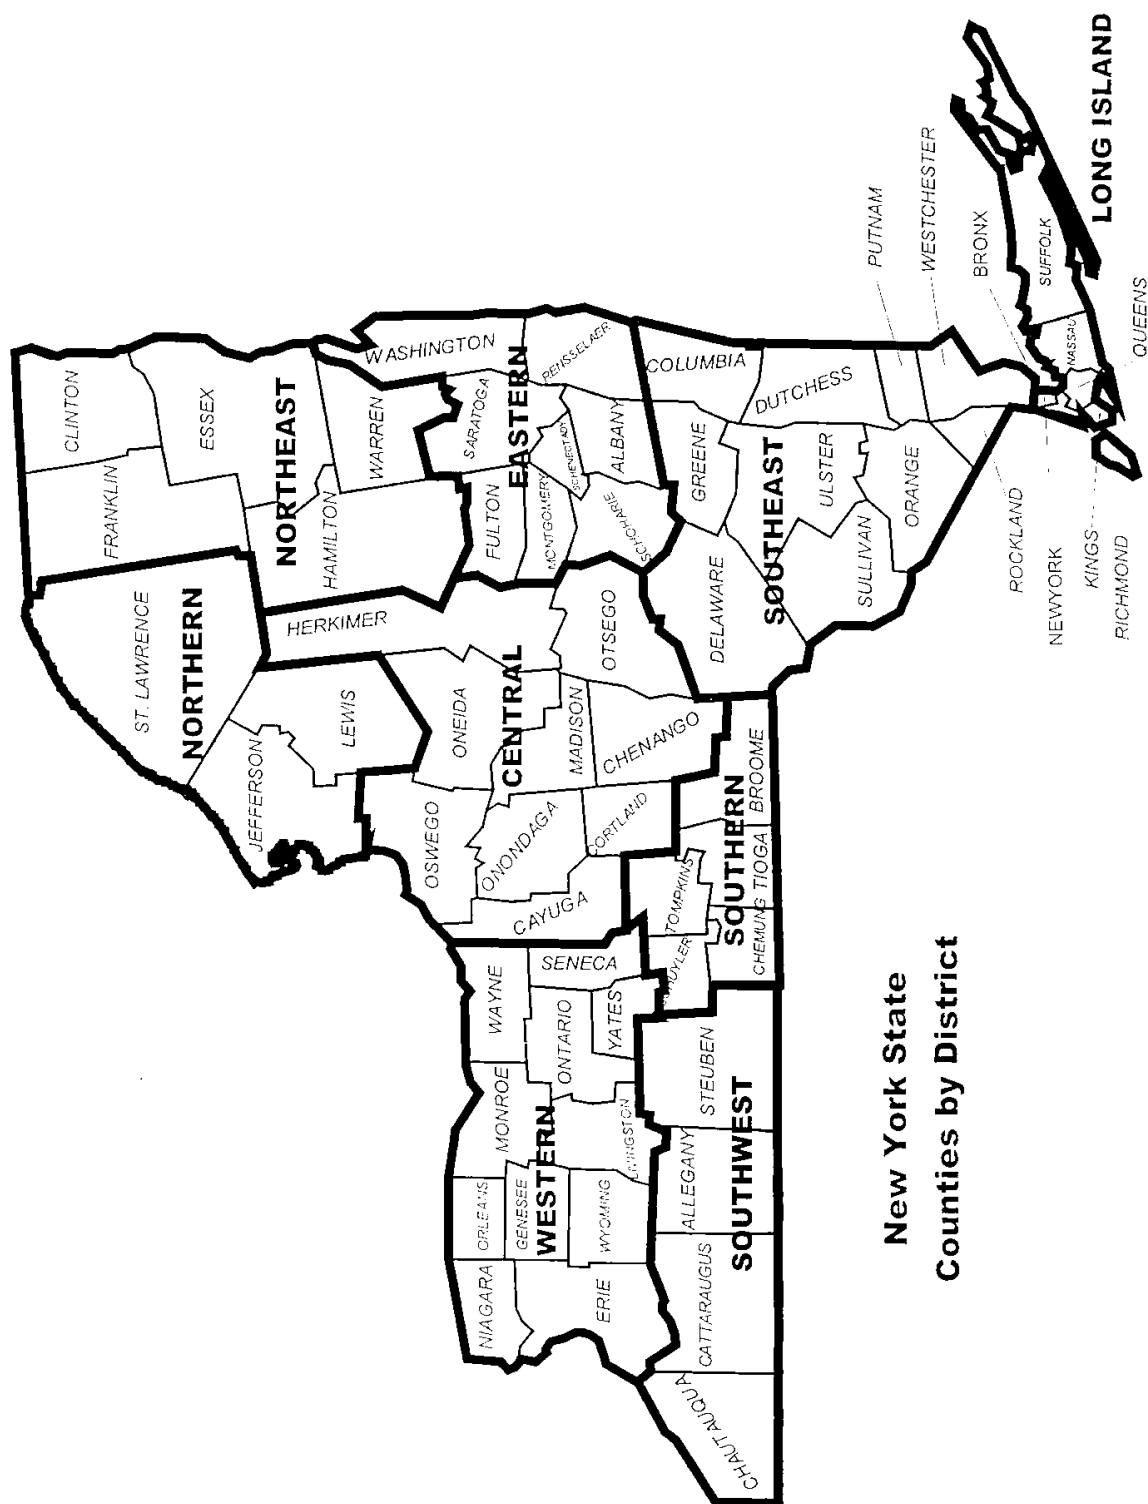 New York State
Counties by District
NORTHERN
ST. LAWRENCE
JEFFERSON
LEWIS
NORTHEAST
CLINTON
FRANKLIN
ESSEX
HAMILTON
WARREN
EASTERN
WASHINGTON
SARATOGA
FULTON
MONTGOMERY
SCHENECTADY
RENSSELAER
ALBANY
SCHOHARIE
CENTRAL
HERKIMER
ONEIDA
OSWEGO
OTSEGO
MADISON
CHENANGO
ONONDAGA
CORTLAND
CAYUGA
WESTERN
NIAGARA
ORLEANS
GENESEE
MONROE
WAYNE
SENECA
ONTARIO
YATES
LIVINGSTON
WYOMING
ERIE
SOUTHWEST
CHAUTAUQUA
CATTARAUGUS
ALLEGANY
STEUBEN
SOUTHERN
TOMPKINS
CHEMUNG
TIOGA
BROOME
SOUTHEAST
COLUMBIA
GREENE
DELAWARE
DUTCHESS
ULSTER
SULLIVAN
ORANGE
PUTNAM
WESTCHESTER
ROCKLAND
BRONX
NEWYORK
KINGS
RICHMOND
QUEENS
NASSAU
SUFFOLK
LONG ISLAND